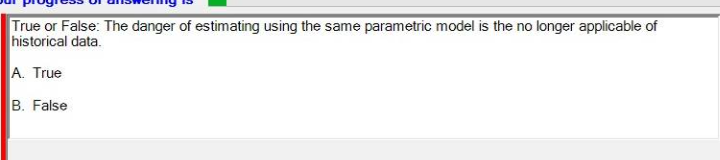 our progress of answering is
True or False: The danger of estimating using the same parametric model is the no longer applicable of
historical data.
A. True
B. False